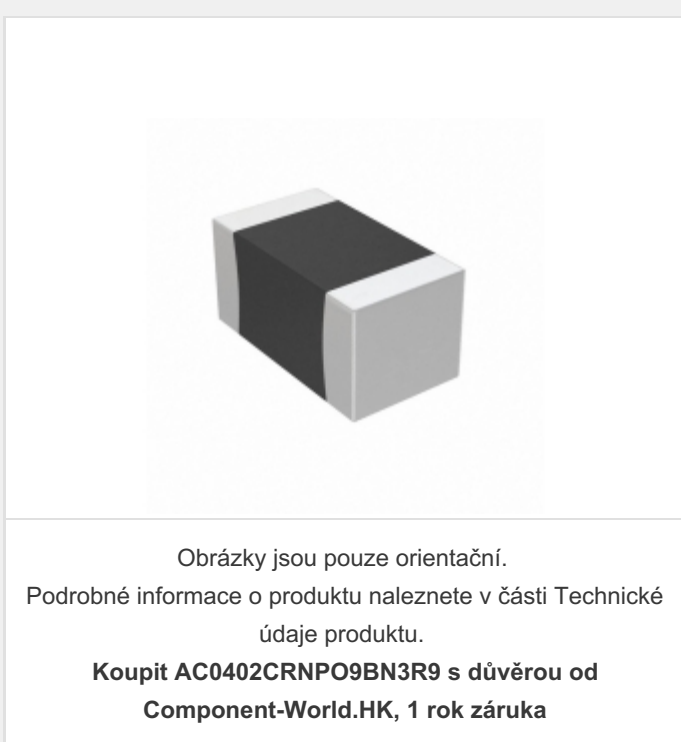 Obrázky jsou pouze orientační.
Podrobné informace o produktu naleznete v části Technické
údaje produktu.
Koupit AC0402CRNPO9BN3R9 s důvěrou od
Component-World.HK, 1 rok záruka